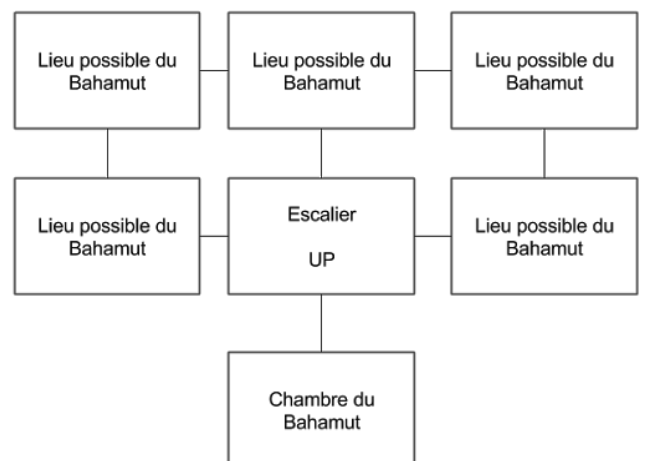 Lieu possible du
Bahamut
Lieu possible du
Bahamut
Lieu possible du
Bahamut
Lieu possible du
Bahamut
Escalier
UP
Lieu possible du
Bahamut
Chambre du
Bahamut